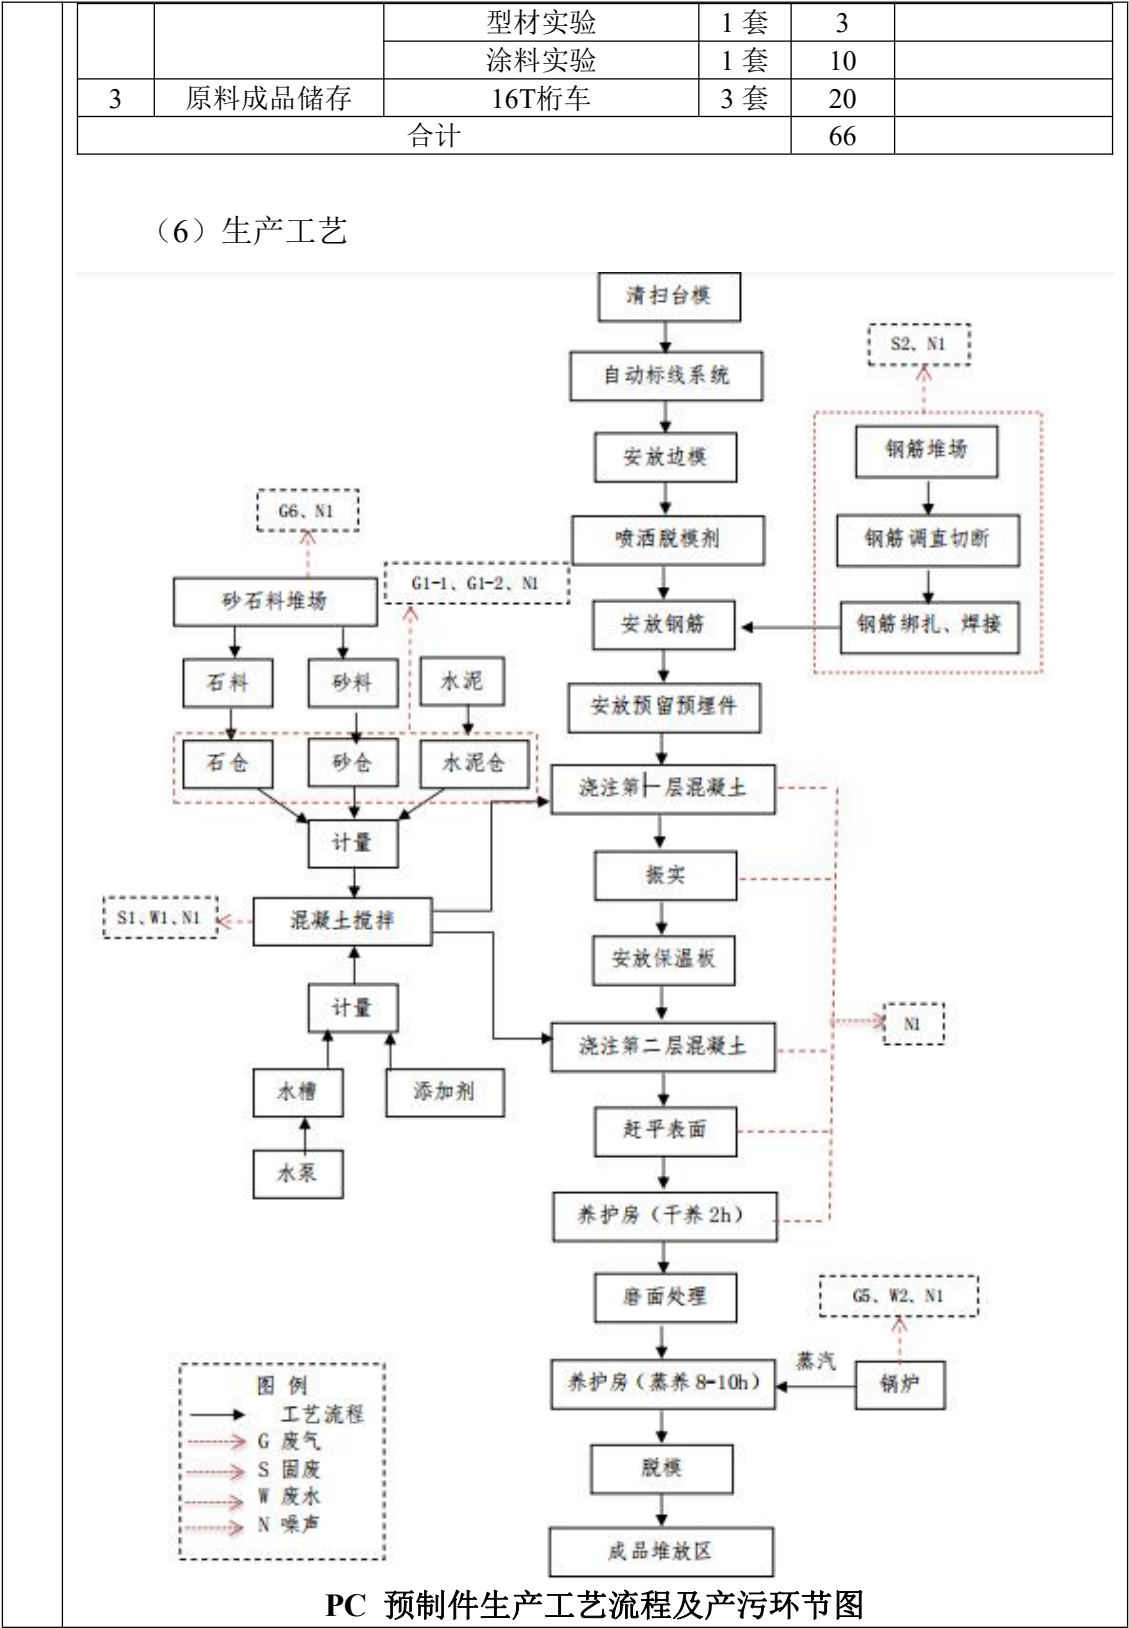 型材实验 1 套 3
涂料实验 1 套 10
3 原料成品储存 16T桁车 3 套 20
合计 66
（6）生产工艺
清扫台模
S2、N1
自动标线系统
钢筋堆场
安放边模
G6、N1
喷洒脱模剂
钢筋调直切断
G1-1、G1-2、N1
砂石料堆场
安放钢筋
钢筋绑扎、焊接
石料
砂料
水泥
安放预留预埋件
石仓
砂仓
水泥仓
浇注第一层混凝土
计量
振实
S1、W1、N1
混凝土搅拌
安放保温板
计量
N1
浇注第二层混凝土
水槽
添加剂
赶平表面
水泵
养护房（干养 2h）
磨面处理
G5、W2、N1
养护房（蒸养 8-10h）
蒸汽
锅炉
图 例
工艺流程
G 废气
S 固废
W 废水
N 噪声
脱模
成品堆放区
PC 预制件生产工艺流程及产污环节图